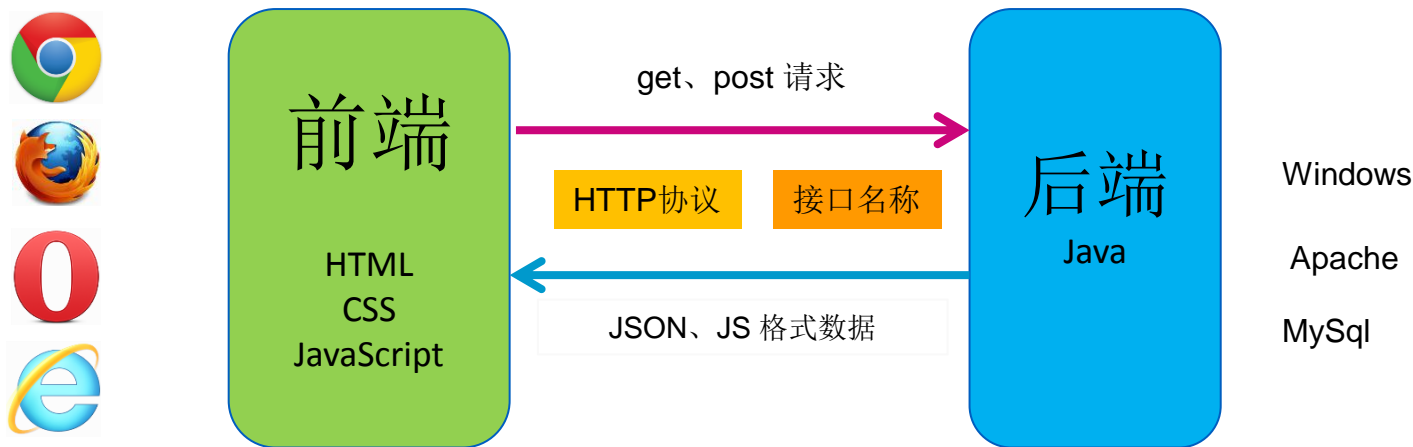 前端
HTML
CSS
JavaScript
get、post 请求
HTTP协议
接口名称
JSON、JS 格式数据
后端
Java
Windows
Apache
MySql